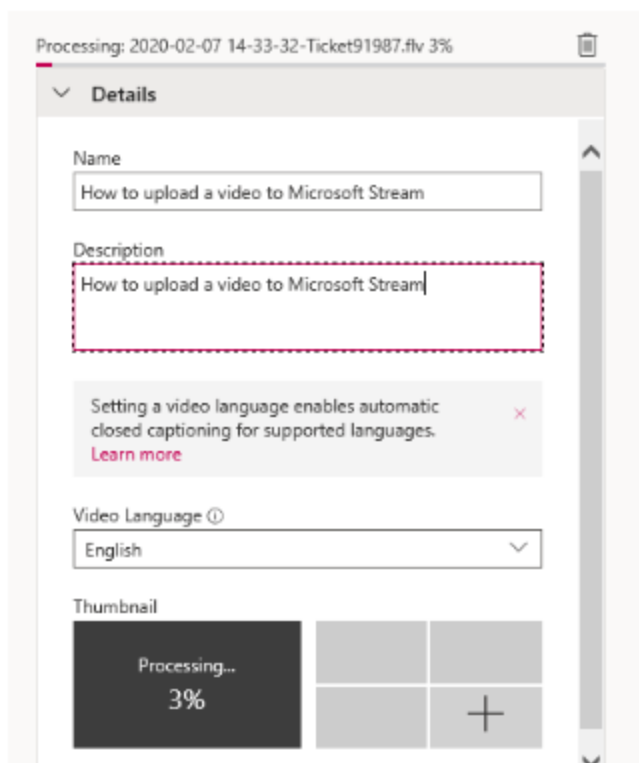 Processing: 2020-02-07 14-33-32-Ticket91987.flv 3%
Details
Name
How to upload a video to Microsoft Stream
Description
How to upload a video to Microsoft Stream
Setting a video language enables automatic
closed captioning for supported languages.
Learn more
Video Language
English
Thumbnail
Processing...
3%